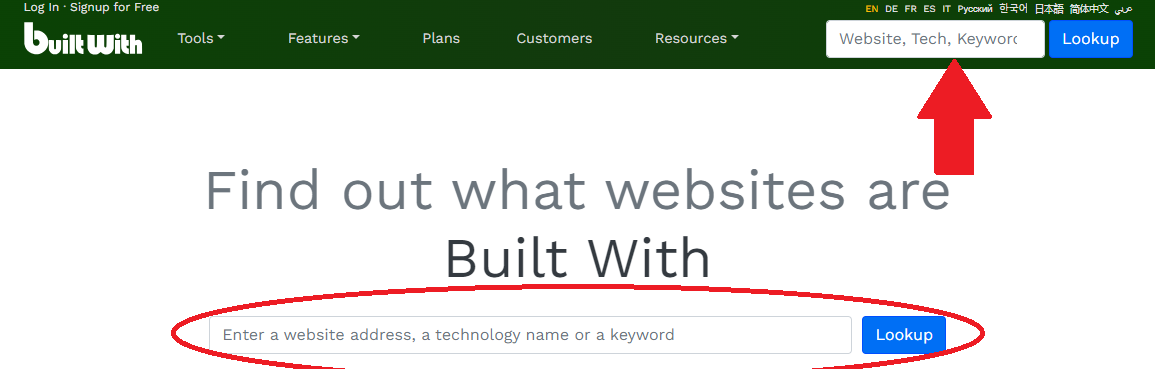 Log In · Signup for Free
EN DE FR ES IT Русский 한국어 日本語 简体中文 عربي
Built With Tools Features Plans Customers Resources Website, Tech, Keyword Lookup
Find out what websites are
Built With
Enter a website address, a technology name or a keyword Lookup